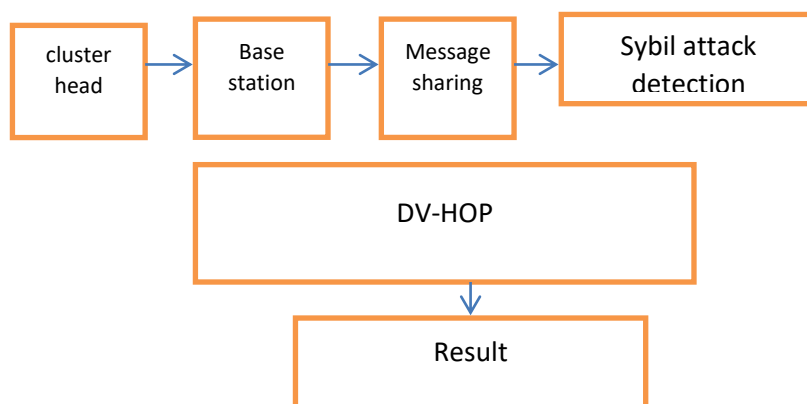 cluster
head
Base
station
Message
sharing
Sybil attack
detection
DV-HOP
Result